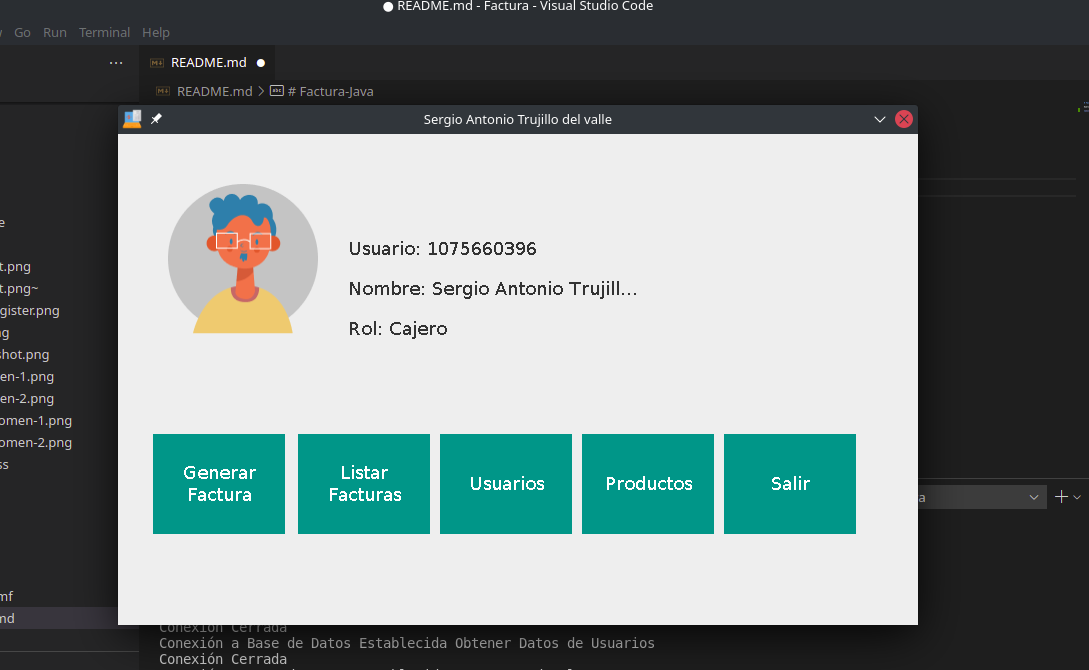 README.md - Factura - Visual Studio Code
Go Run Terminal Help
... README.md
README.md > # Factura-Java
Sergio Antonio Trujillo del valle
Usuario: 1075660396
Nombre: Sergio Antonio Trujill...
Rol: Cajero
t.png
t.png~
gister.png
shot.png
en-1.png
en-2.png
omen-1.png
omen-2.png
ss
Generar
Factura
Listar
Facturas
Usuarios
Productos
Salir
a
mf
md
Conexión Cerrada
Conexión a Base de Datos Establecida Obtener Datos de Usuarios
Conexión Cerrada